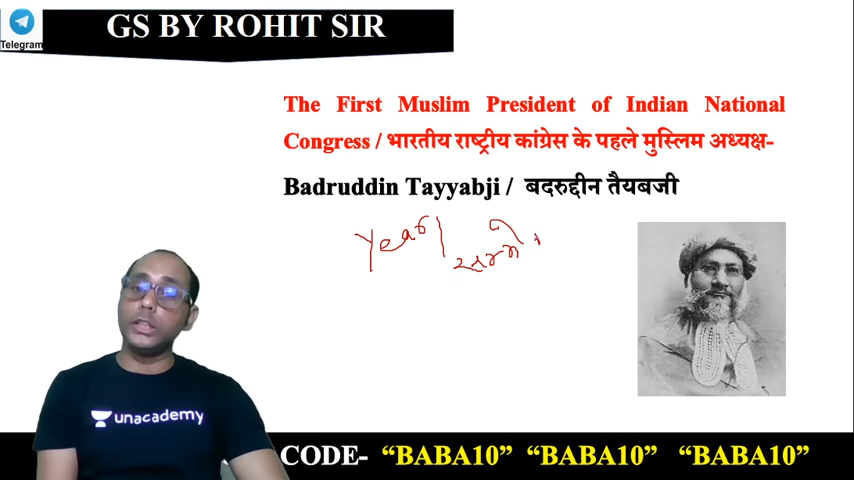 GS BY ROHIT SIR
Telegram
The First Muslim President of Indian National
Congress / भारतीय राष्ट्रीय कांग्रेस के पहले मुस्लिम अध्यक्ष-
Badruddin Tayyabji / बदरुद्दीन तैयबजी
Year
unacademy
CODE- “BABA10” “BABA10” “BABA10”